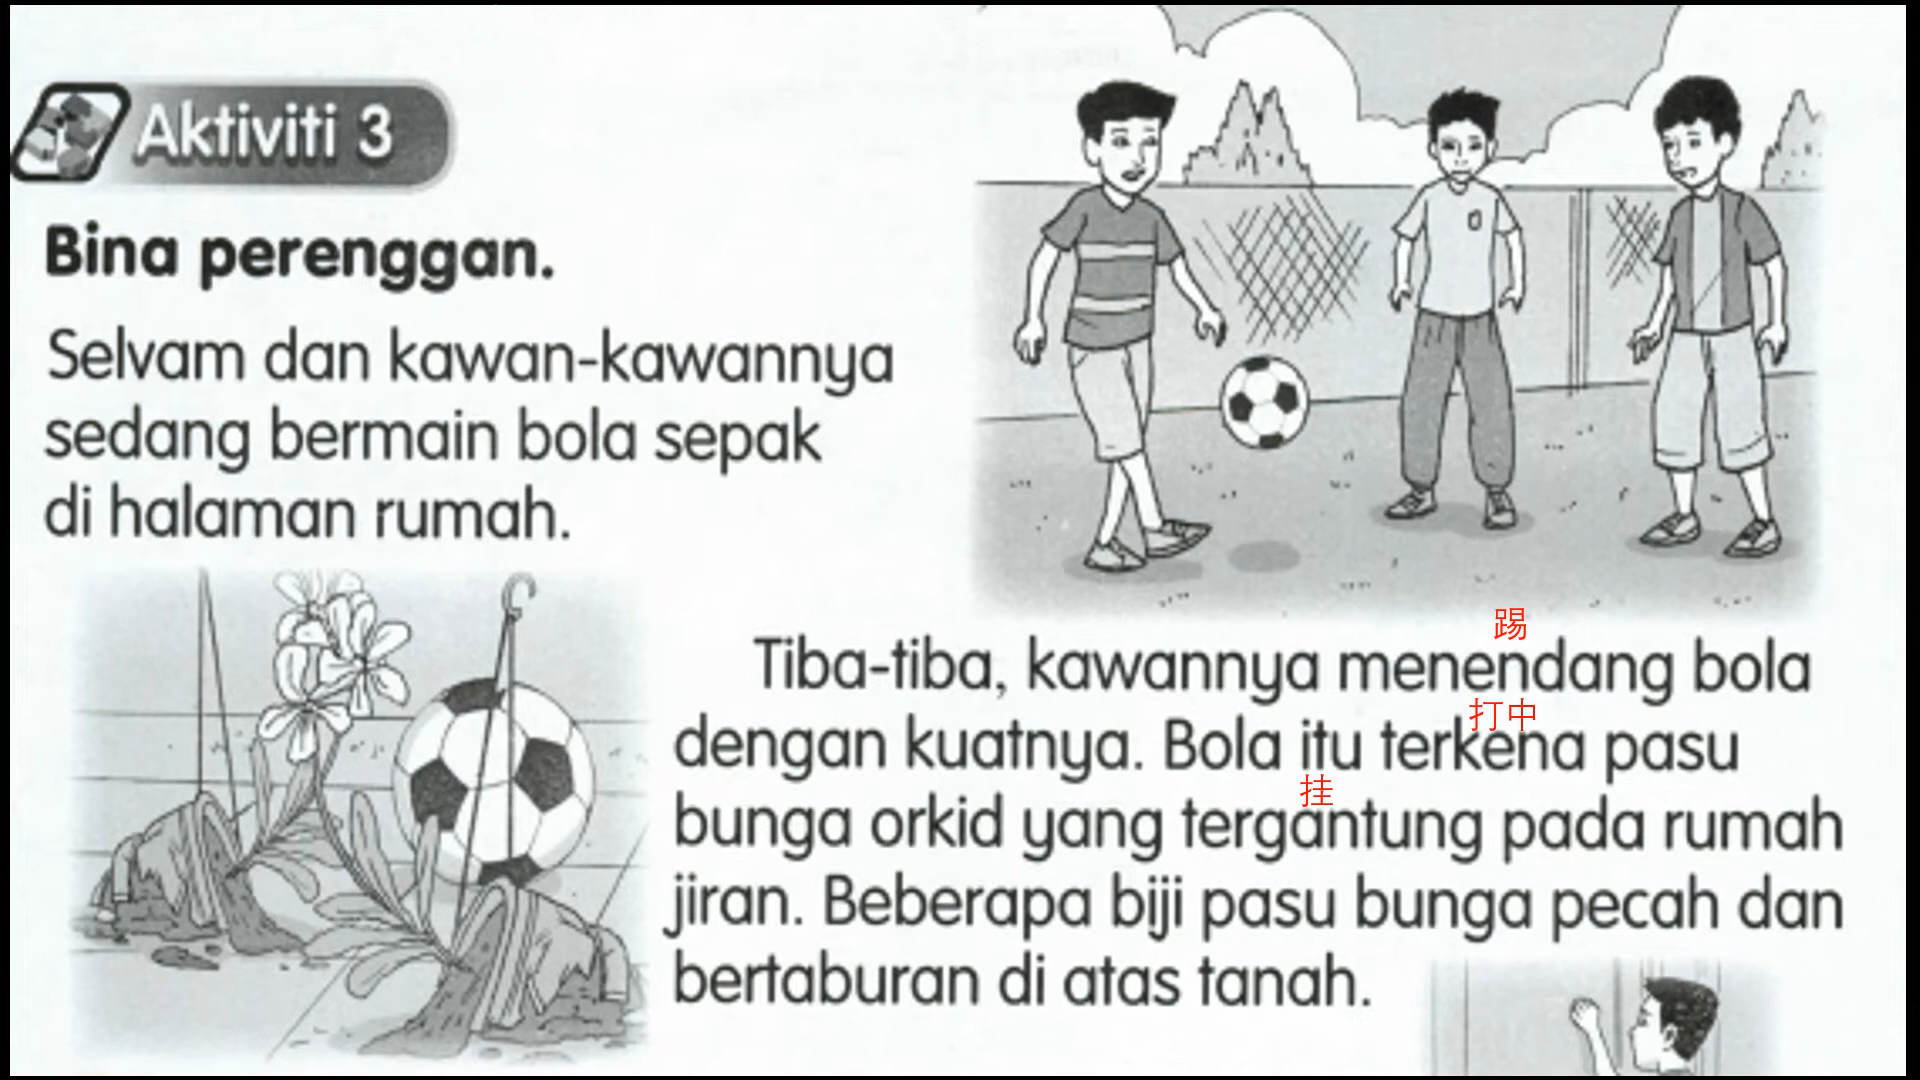 Aktiviti 3
Bina perenggan.
Selvam dan kawan-kawannya
sedang bermain bola sepak
di halaman rumah.
踢
Tiba-tiba, kawannya menendang bola
打中
dengan kuatnya. Bola itu terkena pasu
挂
bunga orkid yang tergantung pada rumah
jiran. Beberapa biji pasu bunga pecah dan
bertaburan di atas tanah.